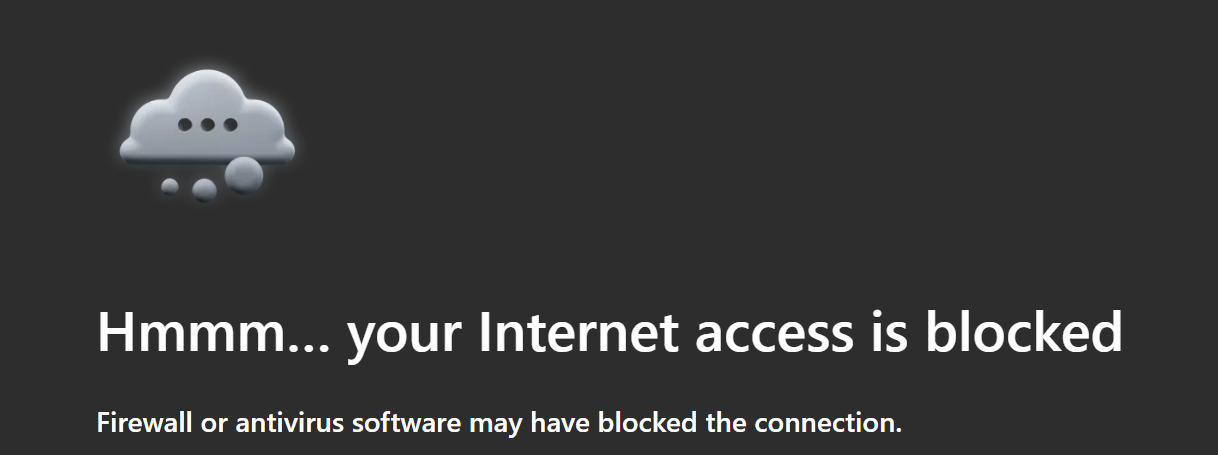 Hmmm... your Internet access is blocked
Firewall or antivirus software may have blocked the connection.